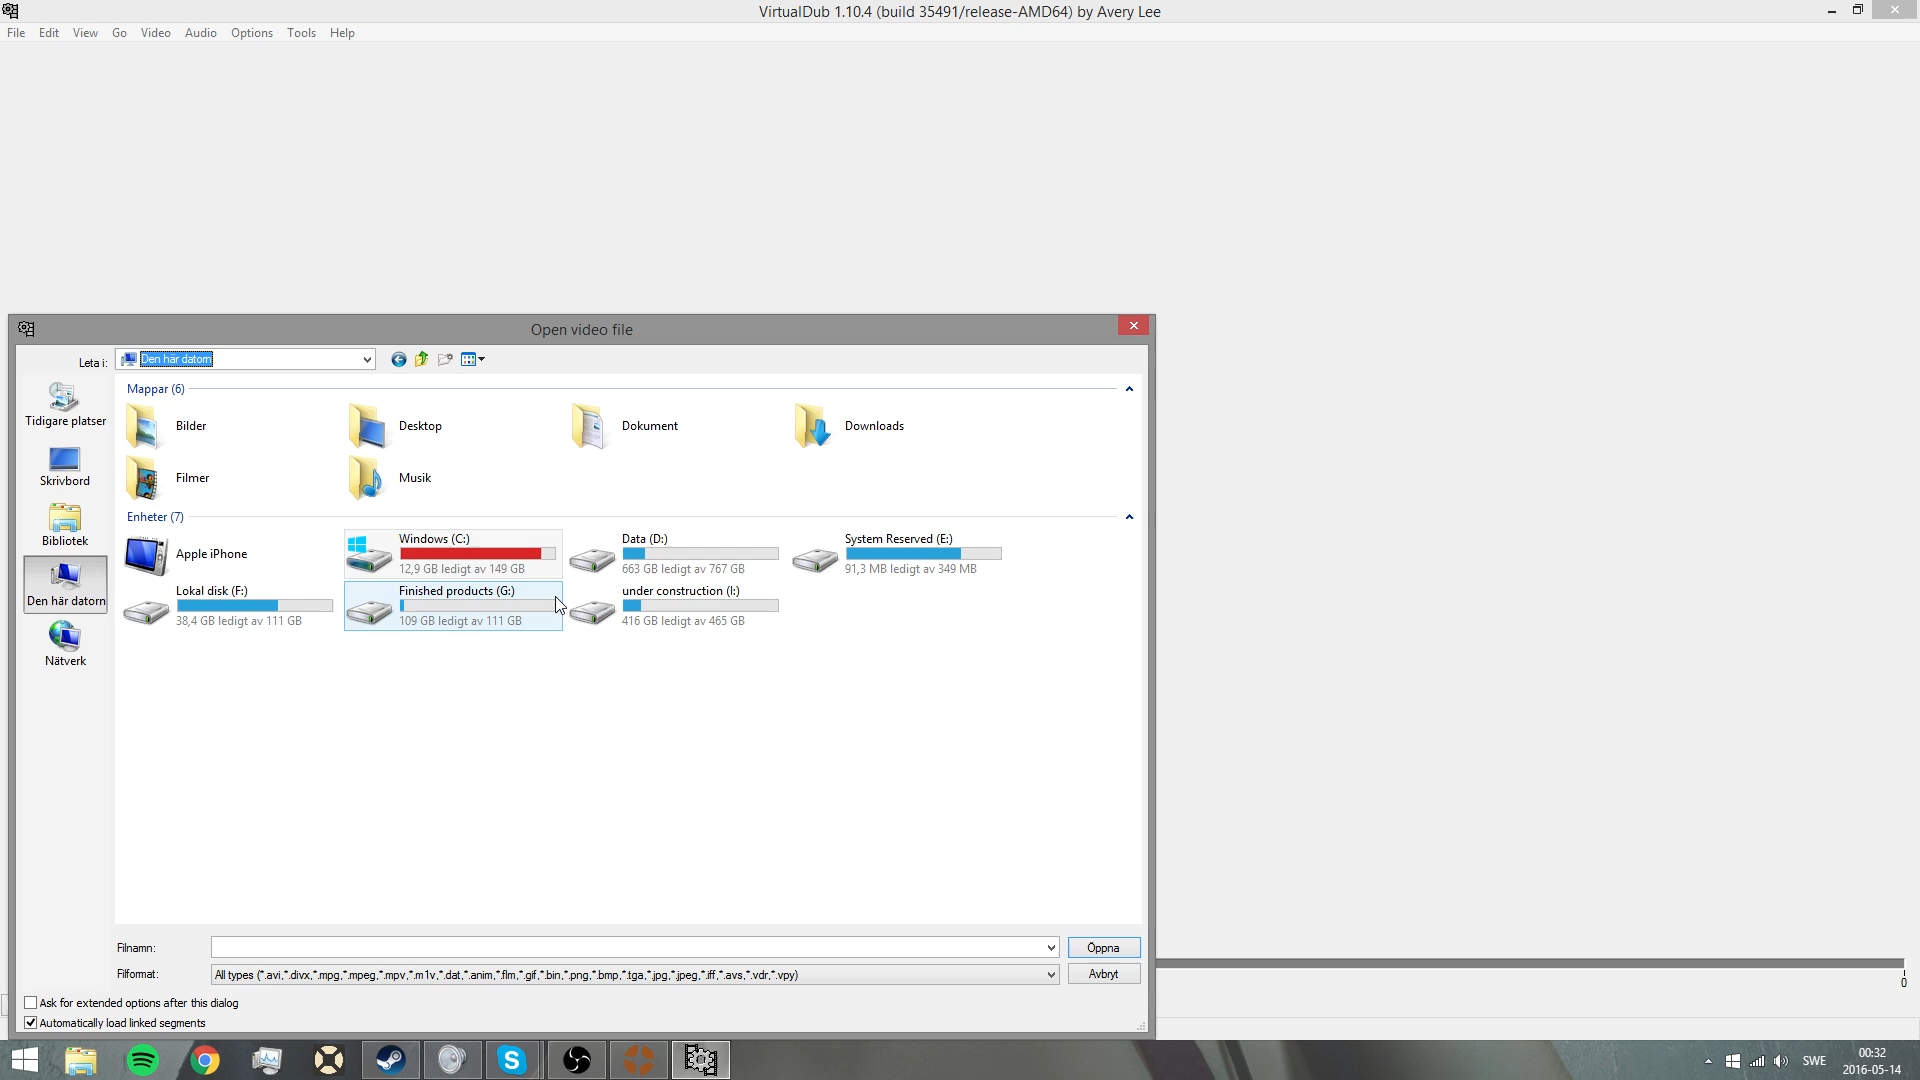 VirtualDub 1.10.4 (build 35491/release-AMD64) by Avery Lee
File Edit View Go Video Audio Options Tools Help
Open video file
Leta i: Den här datorn
Tidigare platser
Skrivbord
Bibliotek
Den här datorn
Nätverk
Mappar (6)
Bilder Desktop Dokument Downloads
Filmer Musik
Enheter (7)
Apple iPhone
Windows (C:)
12,9 GB ledigt av 149 GB
Data (D:)
663 GB ledigt av 767 GB
System Reserved (E:)
91,3 MB ledigt av 349 MB
Lokal disk (F:)
38,4 GB ledigt av 111 GB
Finished products (G:)
109 GB ledigt av 111 GB
under construction (I:)
416 GB ledigt av 465 GB
Filnamn: Öppna
Filformat: All types (*.avi,*.divx,*.mpg,*.mpeg,*.mpv,*.m1v,*.dat,*.anim,*.flm,*.gif,*.bin,*.png,*.bmp,*.tga,*.jpg,*.jpeg,*.iff,*.avs,*.vdr,*.vpy) Avbryt
Ask for extended options after this dialog
Automatically load linked segments
0
SWE
00:32
2016-05-14